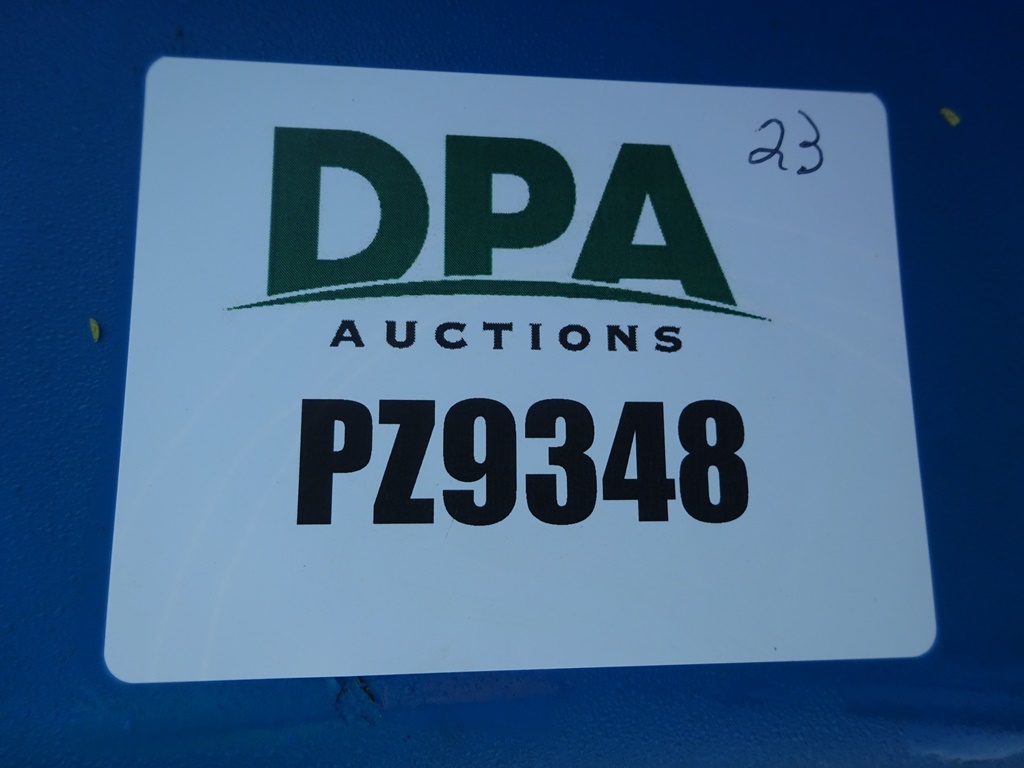 23
DPA
AUCTIONS
PZ9348